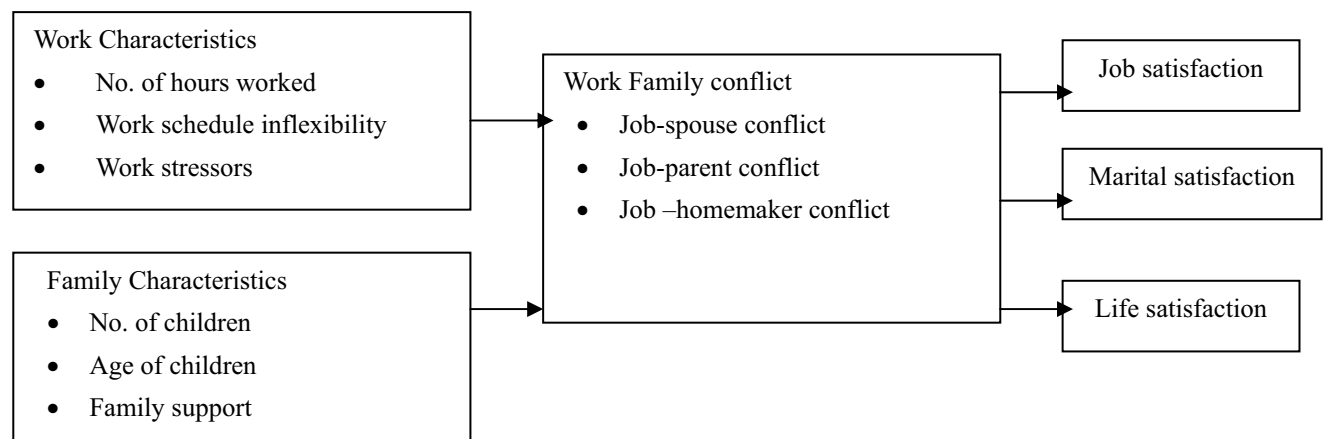 Work Characteristics
• No. of hours worked
• Work schedule inflexibility
• Work stressors
Family Characteristics
• No. of children
• Age of children
• Family support
Work Family conflict
• Job-spouse conflict
• Job-parent conflict
• Job –homemaker conflict
Job satisfaction
Marital satisfaction
Life satisfaction